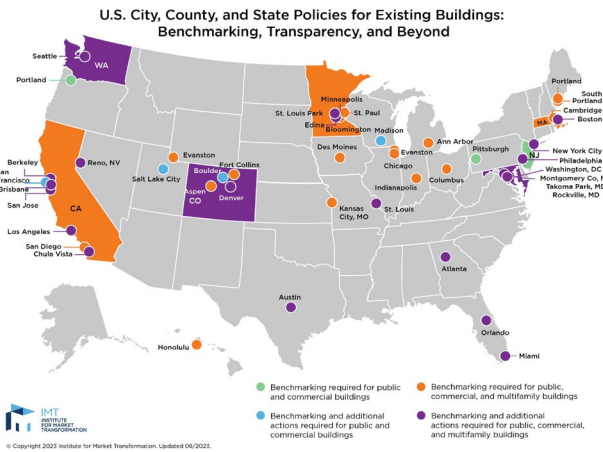 U.S. City, County, and State Policies for Existing Buildings:
Benchmarking, Transparency, and Beyond
Seattle
WA
Portland
Minneapolis
St. Louis Park
St. Paul
Edina
Bloomington
Madison
Portland
South
Portland
Cambridge
MA
Boston
Ann Arbor
Pittsburgh
New York City
NJ
Philadelphia
Washington, DC
Montgomery Co, M
Takoma Park, MD
Rockville, MD
Des Moines
Evanston
Chicago
Indianapolis
Columbus
Evanston
Fort Collins
Boulder
Salt Lake City
Aspen
CO
Denver
Reno, NV
Berkeley
an
rancisco
Brisbane
San Jose
CA
Los Angeles
San Diego
Chula Vista
Kansas
City, MO
St. Louis
Atlanta
Austin
Orlando
Miami
Honolulu
Benchmarking required for public
and commercial buildings
Benchmarking required for public,
commercial, and multifamily buildings
Benchmarking and additional
actions required for public and
commercial buildings
Benchmarking and additional
actions required for public, commercial,
and multifamily buildings
IMT
INSTITUTE
FOR MARKET
TRANSFORMATION
© Copyright 2023 Institute for Market Transformation. Updated 06/2023.